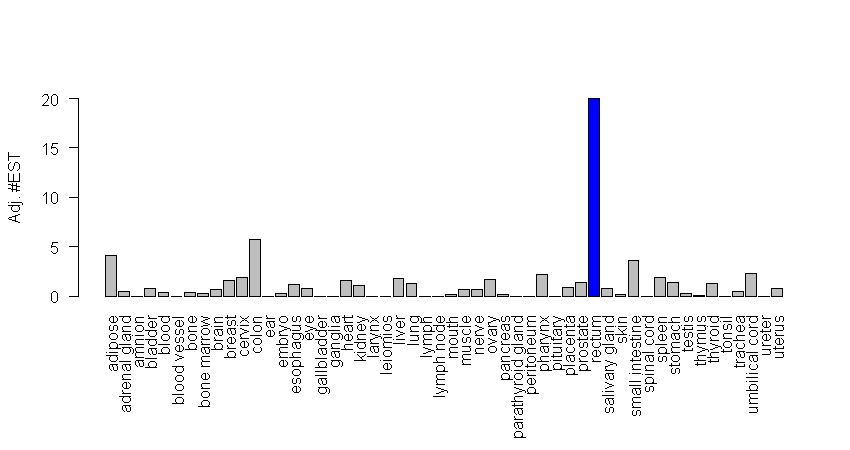 Adj. #EST
20
15
10
5
0
adipose
adrenal gland
amnion
bladder
blood
blood vessel
bone
bone marrow
brain
breast
cervix
colon
ear
embryo
esophagus
eye
gallbladder
ganglia
heart
kidney
larynx
leiomios
liver
lung
lymph
lymph node
mouth
muscle
nerve
ovary
pancreas
parathyroid gland
peritoneum
pharynx
pituitary
placenta
prostate
rectum
salivary gland
skin
small intestine
spinal cord
spleen
stomach
testis
thymus
thyroid
tonsil
trachea
umbilical cord
ureter
uterus